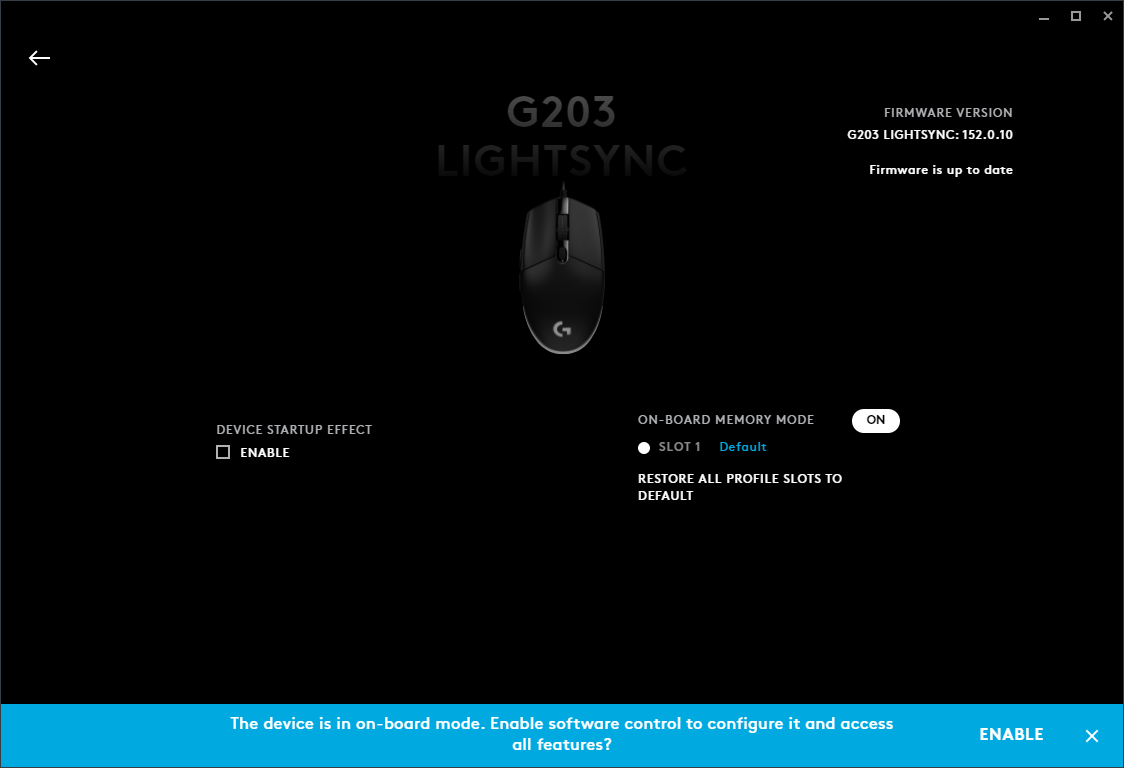 G203
LIGHTSYNC
FIRMWARE VERSION
G203 LIGHTSYNC: 152.0.10
Firmware is up to date
DEVICE STARTUP EFFECT
ENABLE
ON-BOARD MEMORY MODE
ON
SLOT 1 Default
RESTORE ALL PROFILE SLOTS TO
DEFAULT
The device is in on-board mode. Enable software control to configure it and access
all features?
ENABLE